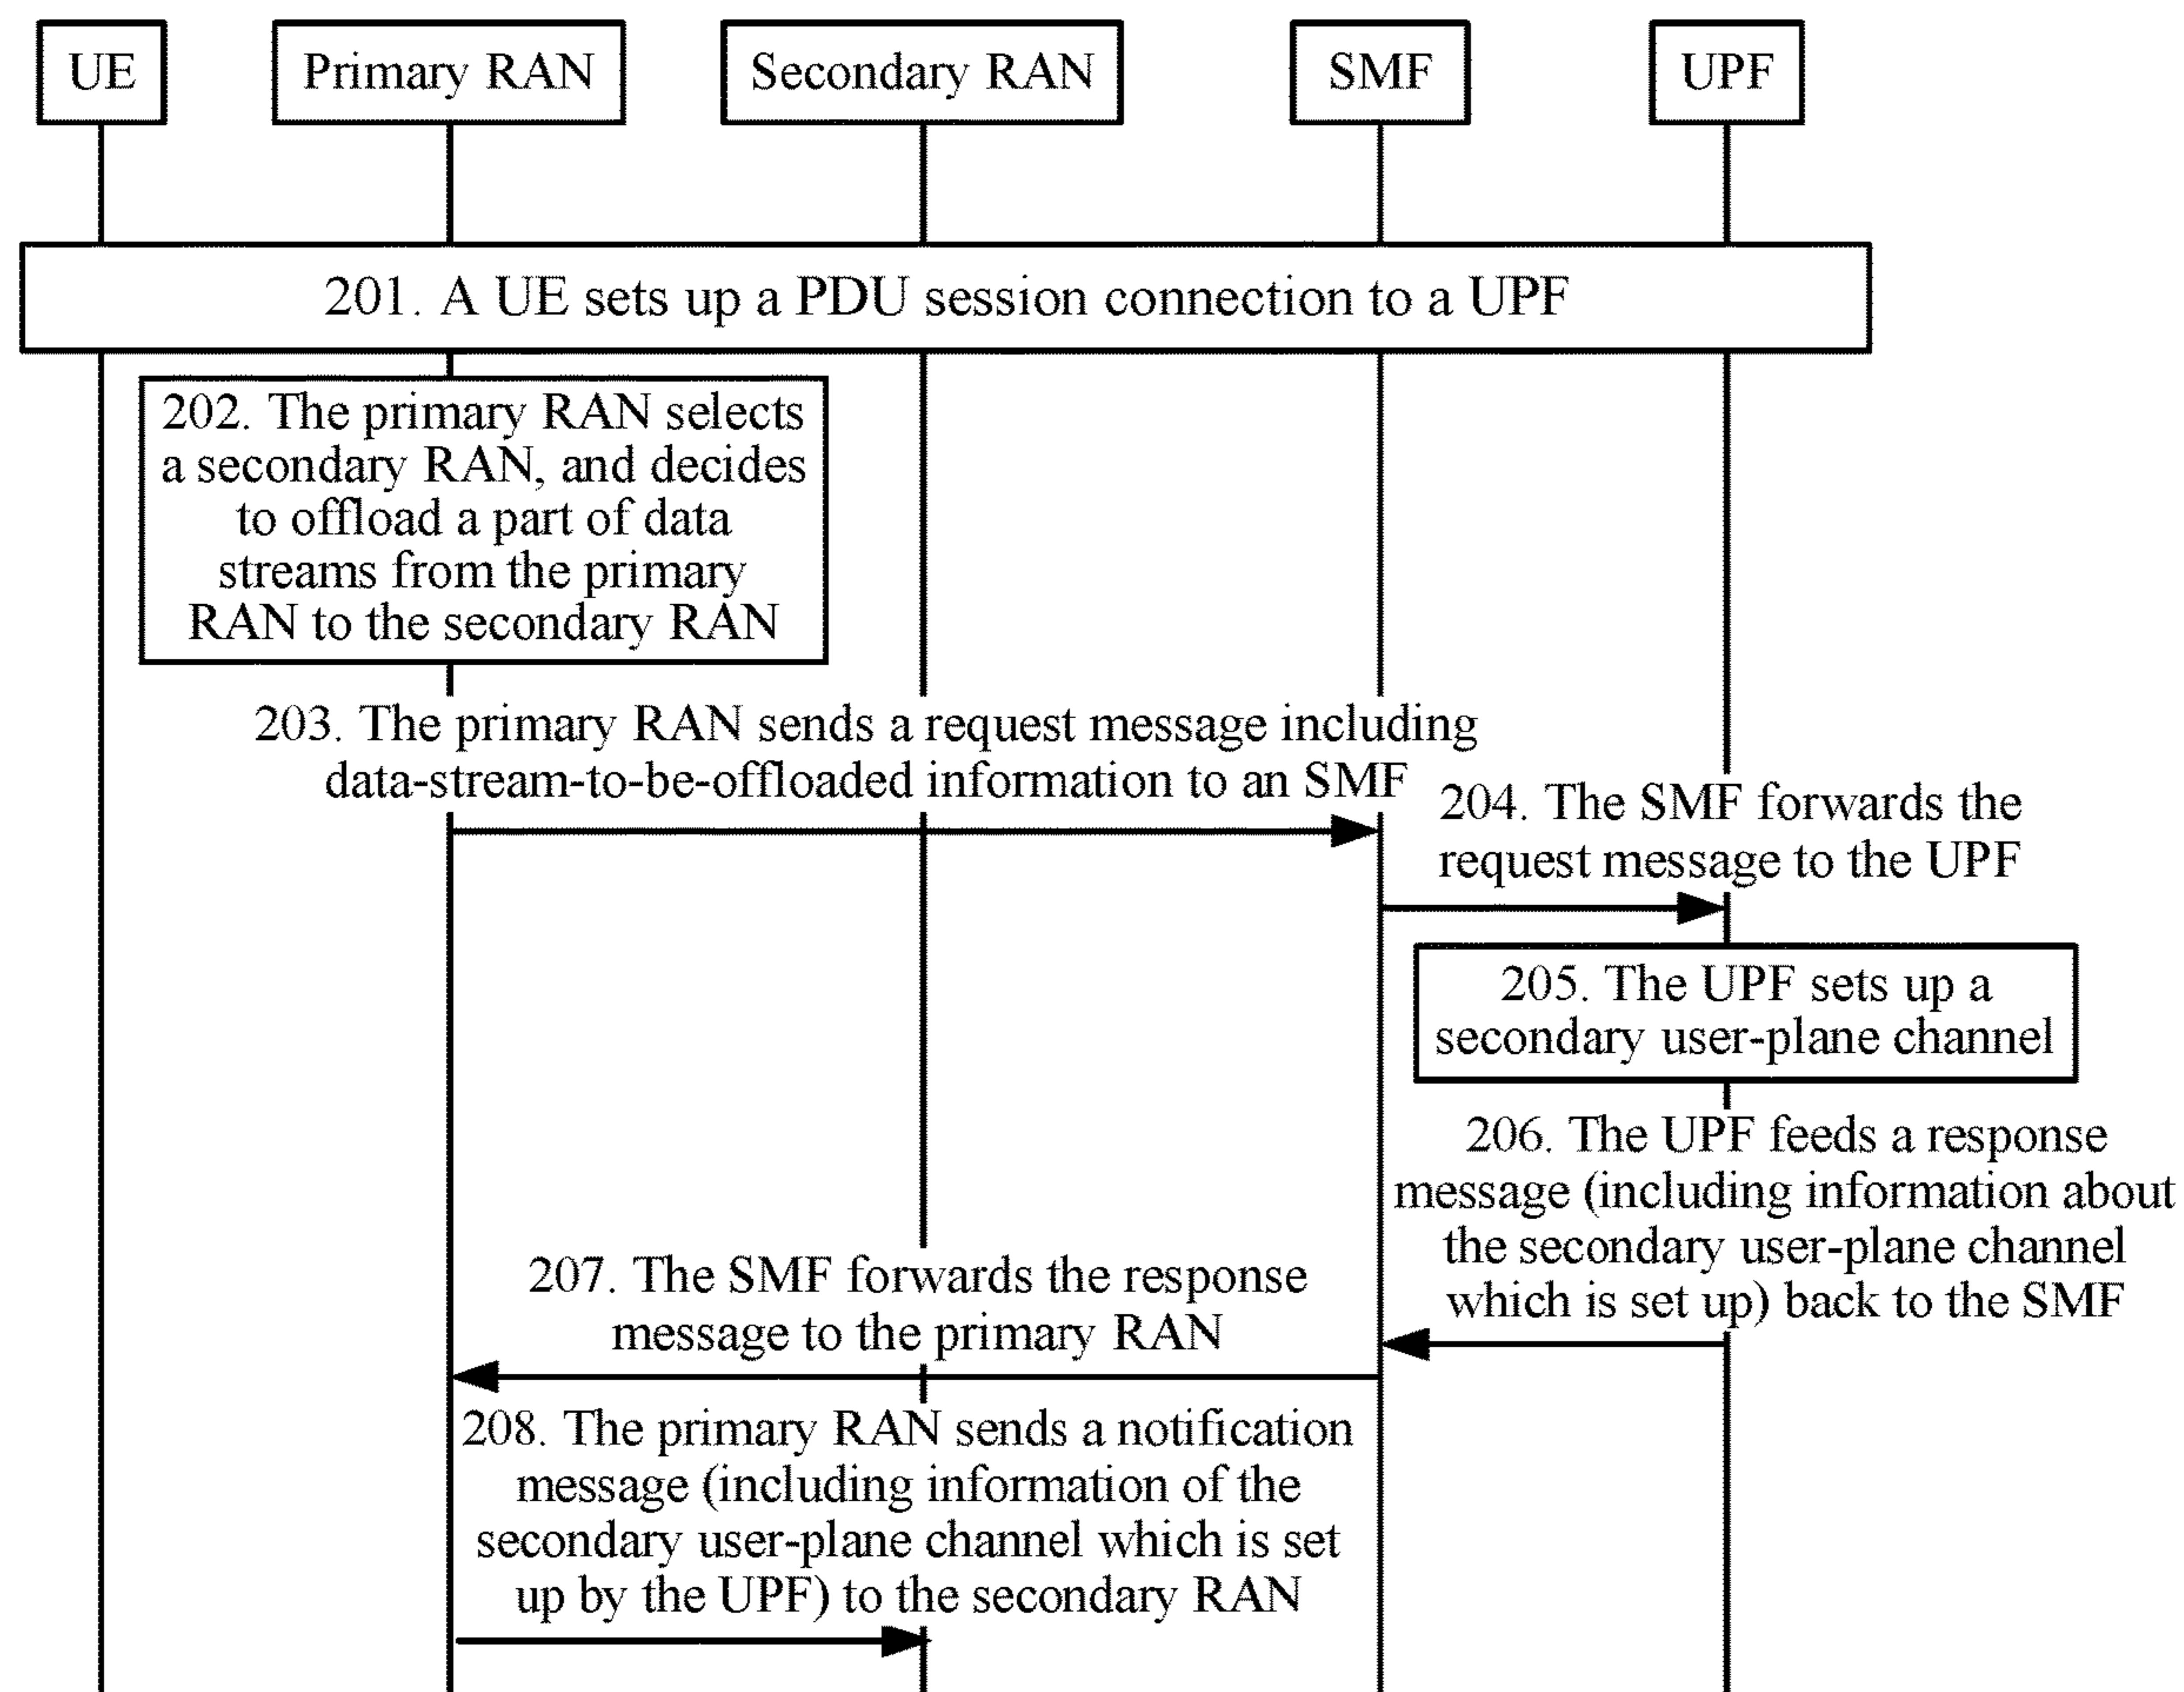 UE
Primary RAN
Secondary RAN
SMF
UPF
201. A UE sets up a PDU session connection to a UPF
202. The primary RAN selects
a secondary RAN, and decides
to offload a part of data
streams from the primary
RAN to the secondary RAN
203. The primary RAN sends a request message including
data-stream-to-be-offloaded information to an SMF
204. The SMF forwards the
request message to the UPF
205. The UPF sets up a
secondary user-plane channel
206. The UPF feeds a response
message (including information about
the secondary user-plane channel
which is set up) back to the SMF
207. The SMF forwards the response
message to the primary RAN
208. The primary RAN sends a notification
message (including information of the
secondary user-plane channel which is set
up by the UPF) to the secondary RAN